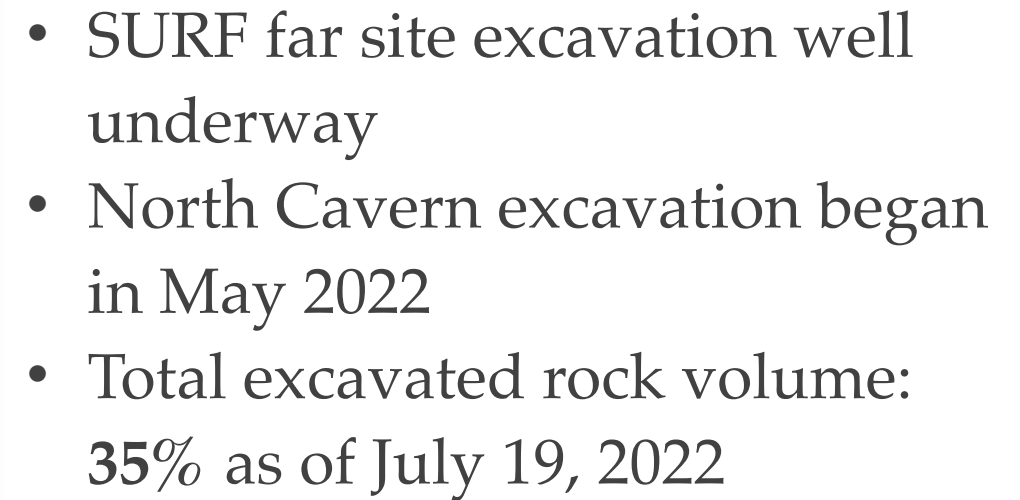 • SURF far site excavation well
underway
• North Cavern excavation began
in May 2022
• Total excavated rock volume:
35% as of July 19, 2022